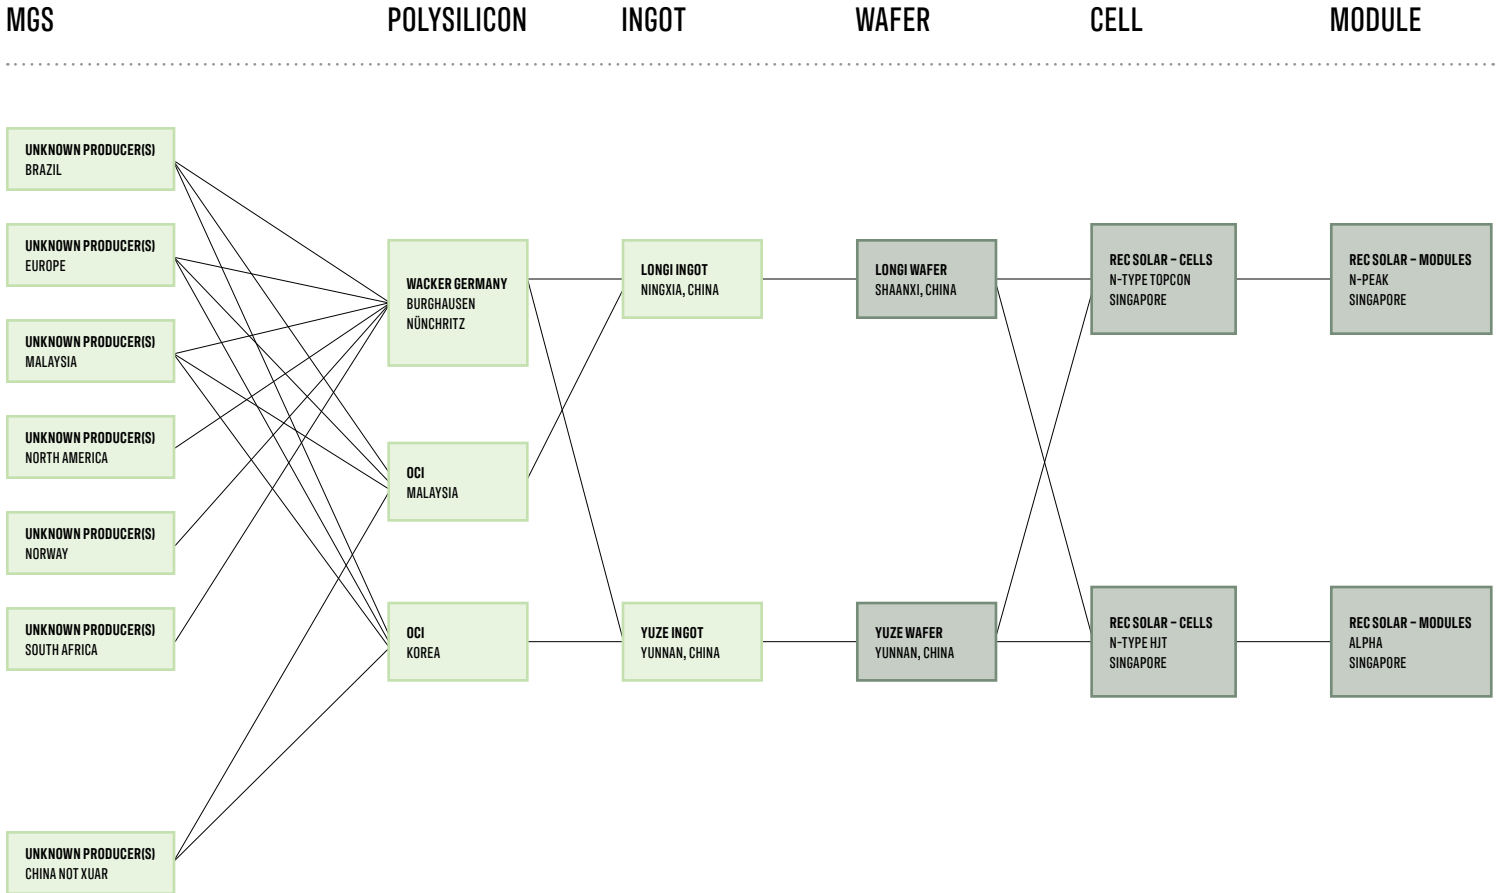 MGS
POLYSILICON
INGOT
WAFER
CELL
MODULE
UNKNOWN PRODUCER(S)
BRAZIL
UNKNOWN PRODUCER(S)
EUROPE
UNKNOWN PRODUCER(S)
MALAYSIA
UNKNOWN PRODUCER(S)
NORTH AMERICA
UNKNOWN PRODUCER(S)
NORWAY
UNKNOWN PRODUCER(S)
SOUTH AFRICA
UNKNOWN PRODUCER(S)
CHINA NOT XUAR
WACKER GERMANY
BURGHAUSEN
NÜNCHRITZ
OCI
MALAYSIA
OCI
KOREA
LONGI INGOT
NINGXIA, CHINA
YUZE INGOT
YUNNAN, CHINA
LONGI WAFER
SHAANXI, CHINA
YUZE WAFER
YUNNAN, CHINA
REC SOLAR – CELLS
N-TYPE TOPCON
SINGAPORE
REC SOLAR – CELLS
N-TYPE HJT
SINGAPORE
REC SOLAR – MODULES
N-PEAK
SINGAPORE
REC SOLAR – MODULES
ALPHA
SINGAPORE